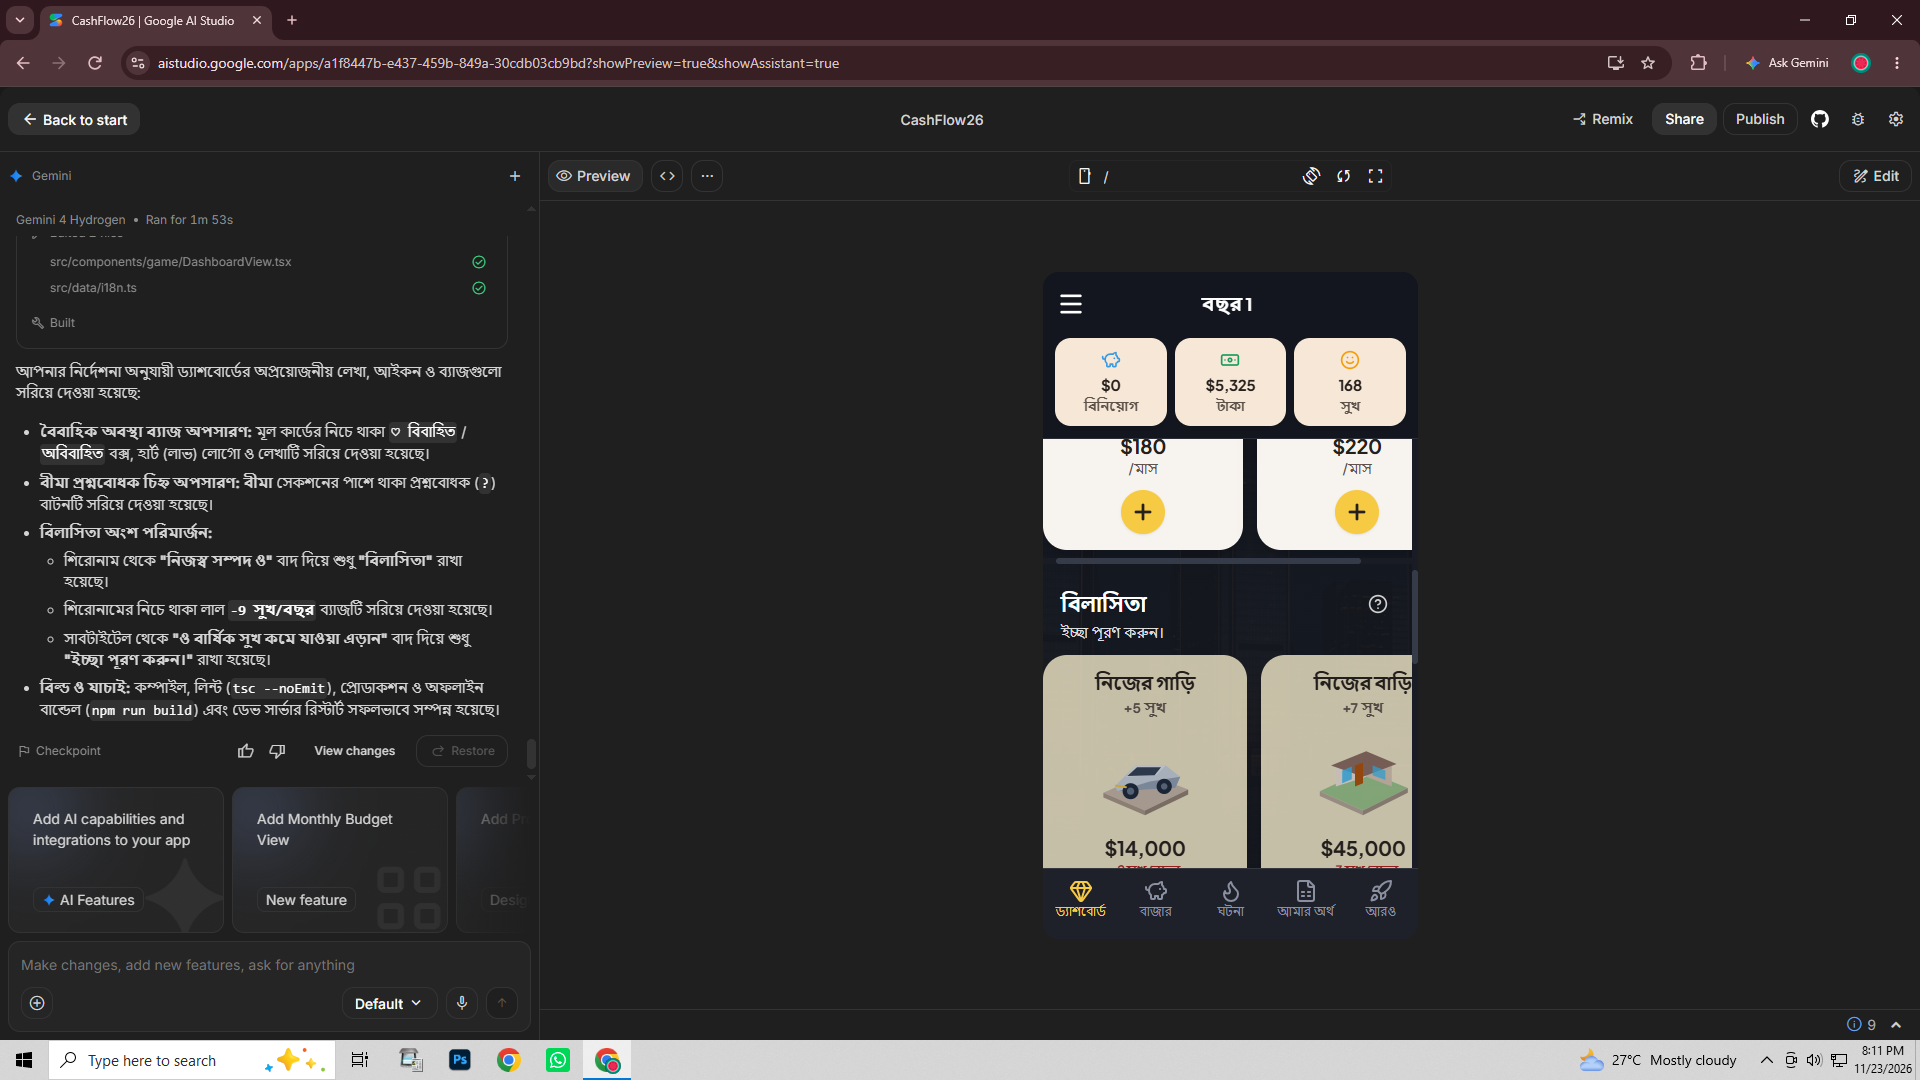 CashFlow26 | Google AI Studio
aistudio.google.com/apps/a1f8447b-e437-459b-849a-30cdb03cb9bd?showPreview=true&showAssistant=true
Ask Gemini
Back to start
CashFlow26
Remix
Share
Publish
Gemini
Preview
/
Edit
Gemini 4 Hydrogen • Ran for 1m 53s
src/components/game/DashboardView.tsx
src/data/i18n.ts
Built
আপনার নির্দেশনা অনুযায়ী ড্যাশবোর্ডের অপ্রয়োজনীয় লেখা, আইকন ও ব্যাজগুলো
সরিয়ে দেওয়া হয়েছে:
• বৈবাহিক অবস্থা ব্যাজ অপসারণ: মূল কার্ডের নিচে থাকা ♡ বিবাহিত /
অবিবাহিত বক্স, হার্ট (লাভ) লোগো ও লেখাটি সরিয়ে দেওয়া হয়েছে।
• বীমা প্রশ্নবোধক চিহ্ন অপসারণ: বীমা সেকশনের পাশে থাকা প্রশ্নবোধক (?)
বাটনটি সরিয়ে দেওয়া হয়েছে।
• বিলাসিতা অংশ পরিমার্জন:
◦ শিরোনাম থেকে "নিজস্ব সম্পদ ও" বাদ দিয়ে শুধু "বিলাসিতা" রাখা
হয়েছে।
◦ শিরোনামের নিচে থাকা লাল -9 সুখ/বছর ব্যাজটি সরিয়ে দেওয়া হয়েছে।
◦ সাবটাইটেল থেকে "ও বার্ষিক সুখ কমে যাওয়া এড়ান" বাদ দিয়ে শুধু
"ইচ্ছা পূরণ করুন।" রাখা হয়েছে।
• বিল্ড ও যাচাই: কম্পাইল, লিন্ট (tsc --noEmit), প্রোডাকশন ও অফলাইন
বান্ডেল (npm run build) এবং ডেভ সার্ভার রিস্টার্ট সফলভাবে সম্পন্ন হয়েছে।
Checkpoint
View changes
Restore
Add AI capabilities and
integrations to your app
AI Features
Add Monthly Budget
View
New feature
Make changes, add new features, ask for anything
Default
বছর 1
$0
বিনিয়োগ
$5,325
টাকা
168
সুখ
$180
/মাস
$220
/মাস
বিলাসিতা
ইচ্ছা পূরণ করুন।
নিজের গাড়ি
+5 সুখ
$14,000
নিজের বাড়ি
+7 সুখ
$45,000
ড্যাশবোর্ড
বাজার
ঘটনা
আমার অর্থ
আরও
9
Type here to search
Ps
27°C Mostly cloudy
8:11 PM
11/23/2026